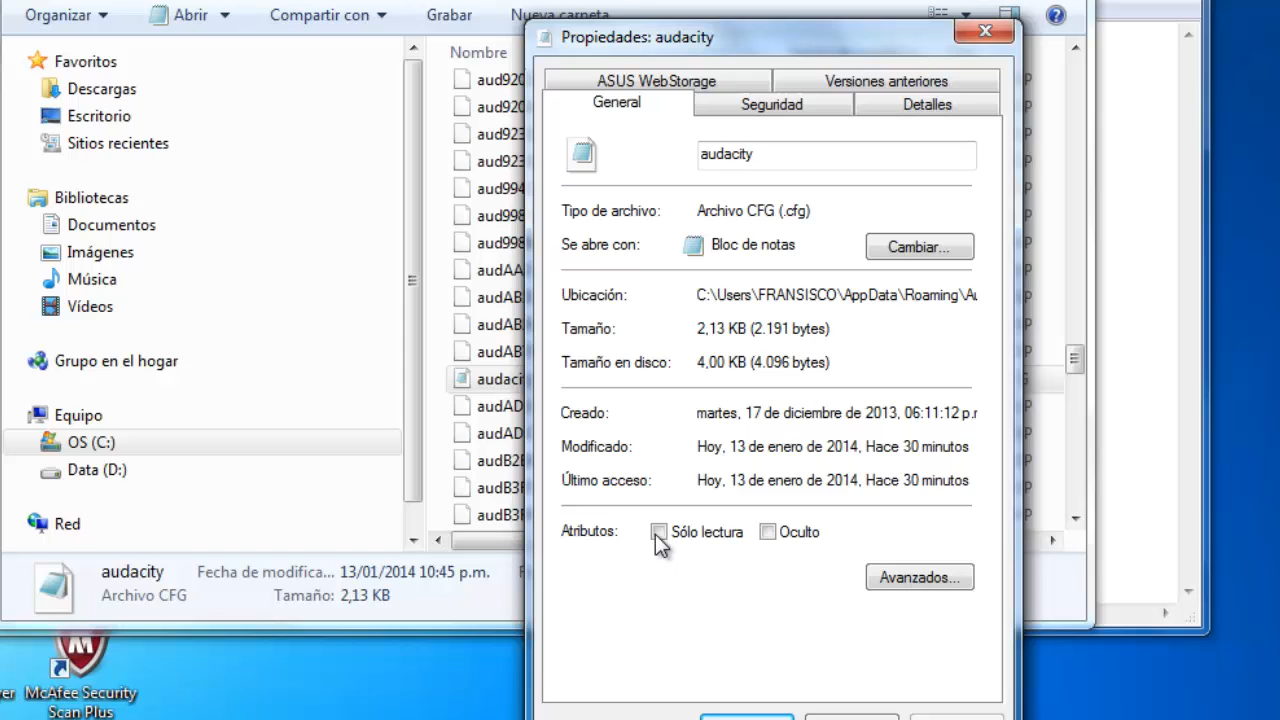 Organizar
Abrir
Compartir con
Grabar
Nueva carpeta
Propiedades: audacity
Favoritos
Descargas
Escritorio
Sitios recientes
Bibliotecas
Documentos
Imágenes
Música
Vídeos
Grupo en el hogar
Equipo
OS (C:)
Data (D:)
Red
Nombre
aud920
aud920
aud923
aud923
aud994
aud998
aud998
audAA
audAB
audAB
audAB
audaci
audAD
audAD
audB2
audB3
audB3
ASUS WebStorage
Versiones anteriores
General
Seguridad
Detalles
audacity
Tipo de archivo: Archivo CFG (.cfg)
Se abre con: Bloc de notas
Cambiar...
Ubicación: C:\Users\FRANSISCO\AppData\Roaming\Au
Tamaño: 2,13 KB (2.191 bytes)
Tamaño en disco: 4,00 KB (4.096 bytes)
Creado: martes, 17 de diciembre de 2013, 06:11:12 p.
Modificado: Hoy, 13 de enero de 2014, Hace 30 minutos
Último acceso: Hoy, 13 de enero de 2014, Hace 30 minutos
Atributos: Sólo lectura Oculto
Avanzados...
audacity Fecha de modifica... 13/01/2014 10:45 p.m.
Archivo CFG Tamaño: 2,13 KB
McAfee Security
Scan Plus